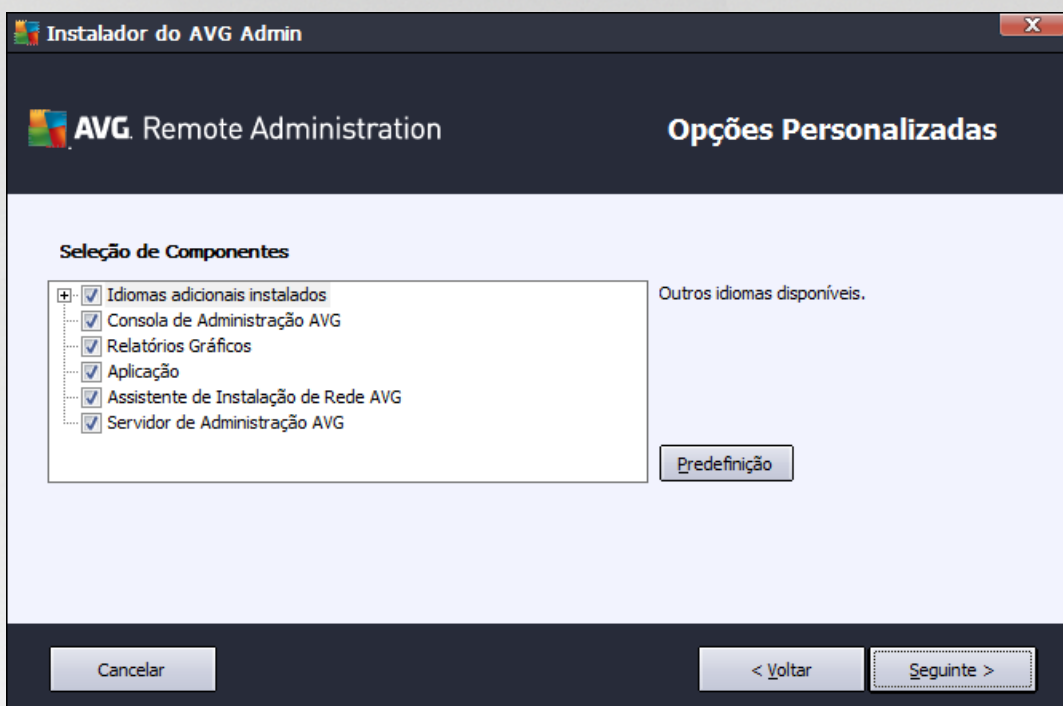 Instalador do AVG Admin
X
AVG. Remote Administration
Opções Personalizadas
Seleção de Componentes
Idiomas adicionais instalados
Outros idiomas disponíveis.
Consola de Administração AVG
Relatórios Gráficos
Aplicação
Assistente de Instalação de Rede AVG
Servidor de Administração AVG
Predefinição
Cancelar
< Voltar
Seguinte >